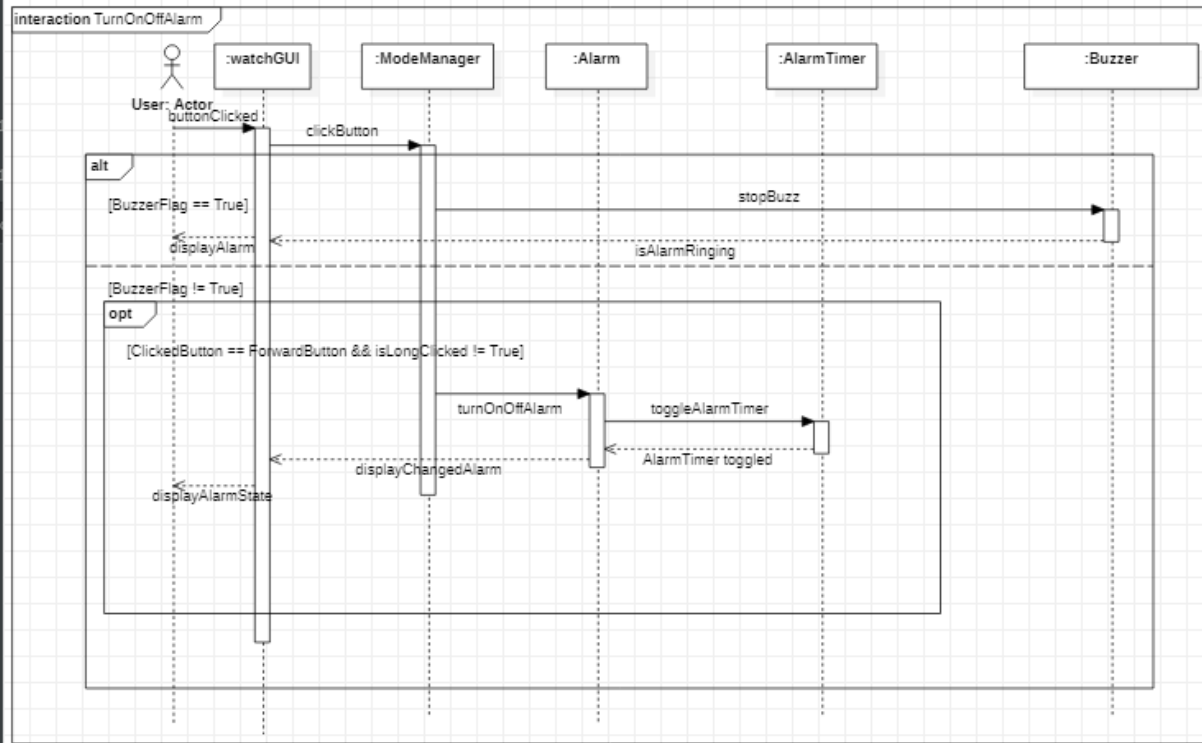 interaction TurnOnOffAlarm
:watchGUI
:ModeManager
:Alarm
:AlarmTimer
:Buzzer
User: Actor
buttonClicked
clickButton
alt
[BuzzerFlag == True]
stopBuzz
displayAlarm
isAlarmRinging
[BuzzerFlag != True]
opt
[ClickedButton == ForwardButton && isLongClicked != True]
turnOnOffAlarm
toggleAlarmTimer
AlarmTimer toggled
displayChangedAlarm
displayAlarmState